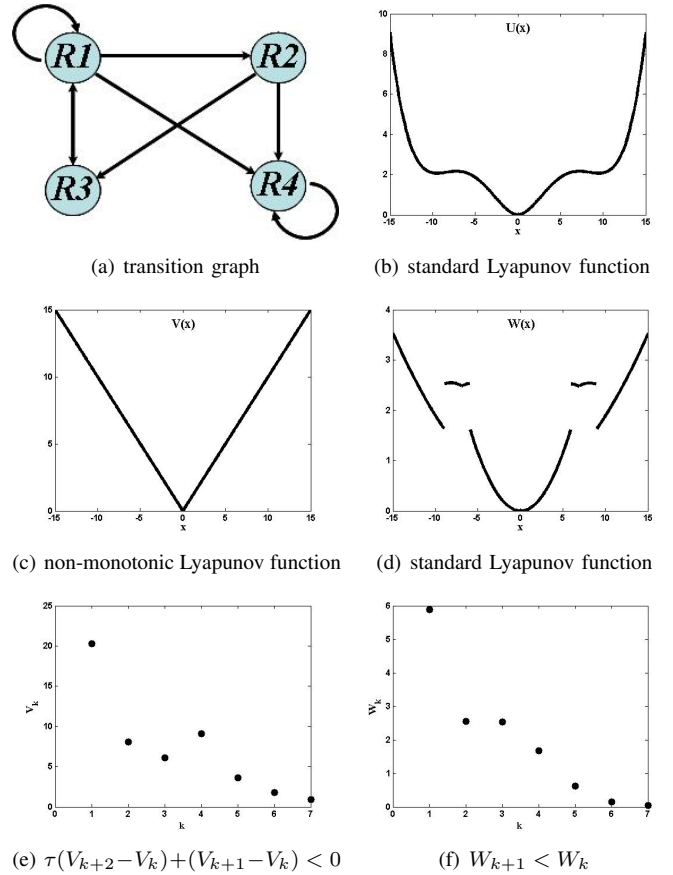 R1
R2
R3
R4
(a) transition graph
U(x)
10
8
6
4
2
0
-15 -10 -5 0 5 10 15
x
(b) standard Lyapunov function
V(x)
15
10
5
0
-15 -10 -5 0 5 10 15
x
(c) non-monotonic Lyapunov function
W(x)
4
3
2
1
0
-15 -10 -5 0 5 10 15
x
(d) standard Lyapunov function
25
20
15
10
5
0
V_k
0 1 2 3 4 5 6 7
k
(e) τ(V_{k+2}−V_k)+(V_{k+1}−V_k) < 0
6
5
4
3
2
1
0
W_k
0 1 2 3 4 5 6 7
k
(f) W_{k+1} < W_k